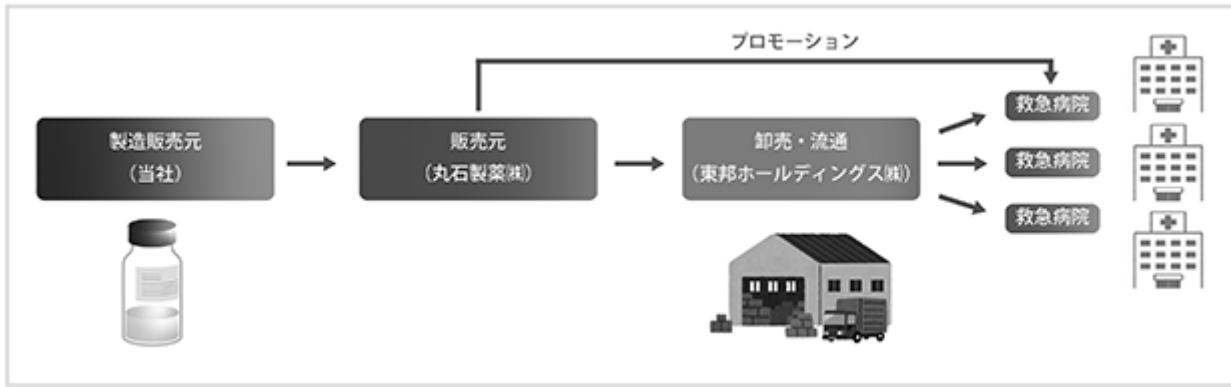 プロモーション
製造販売元
（当社）
販売元
（丸石製薬㈱）
卸売・流通
（東邦ホールディングス㈱）
救急病院
救急病院
救急病院